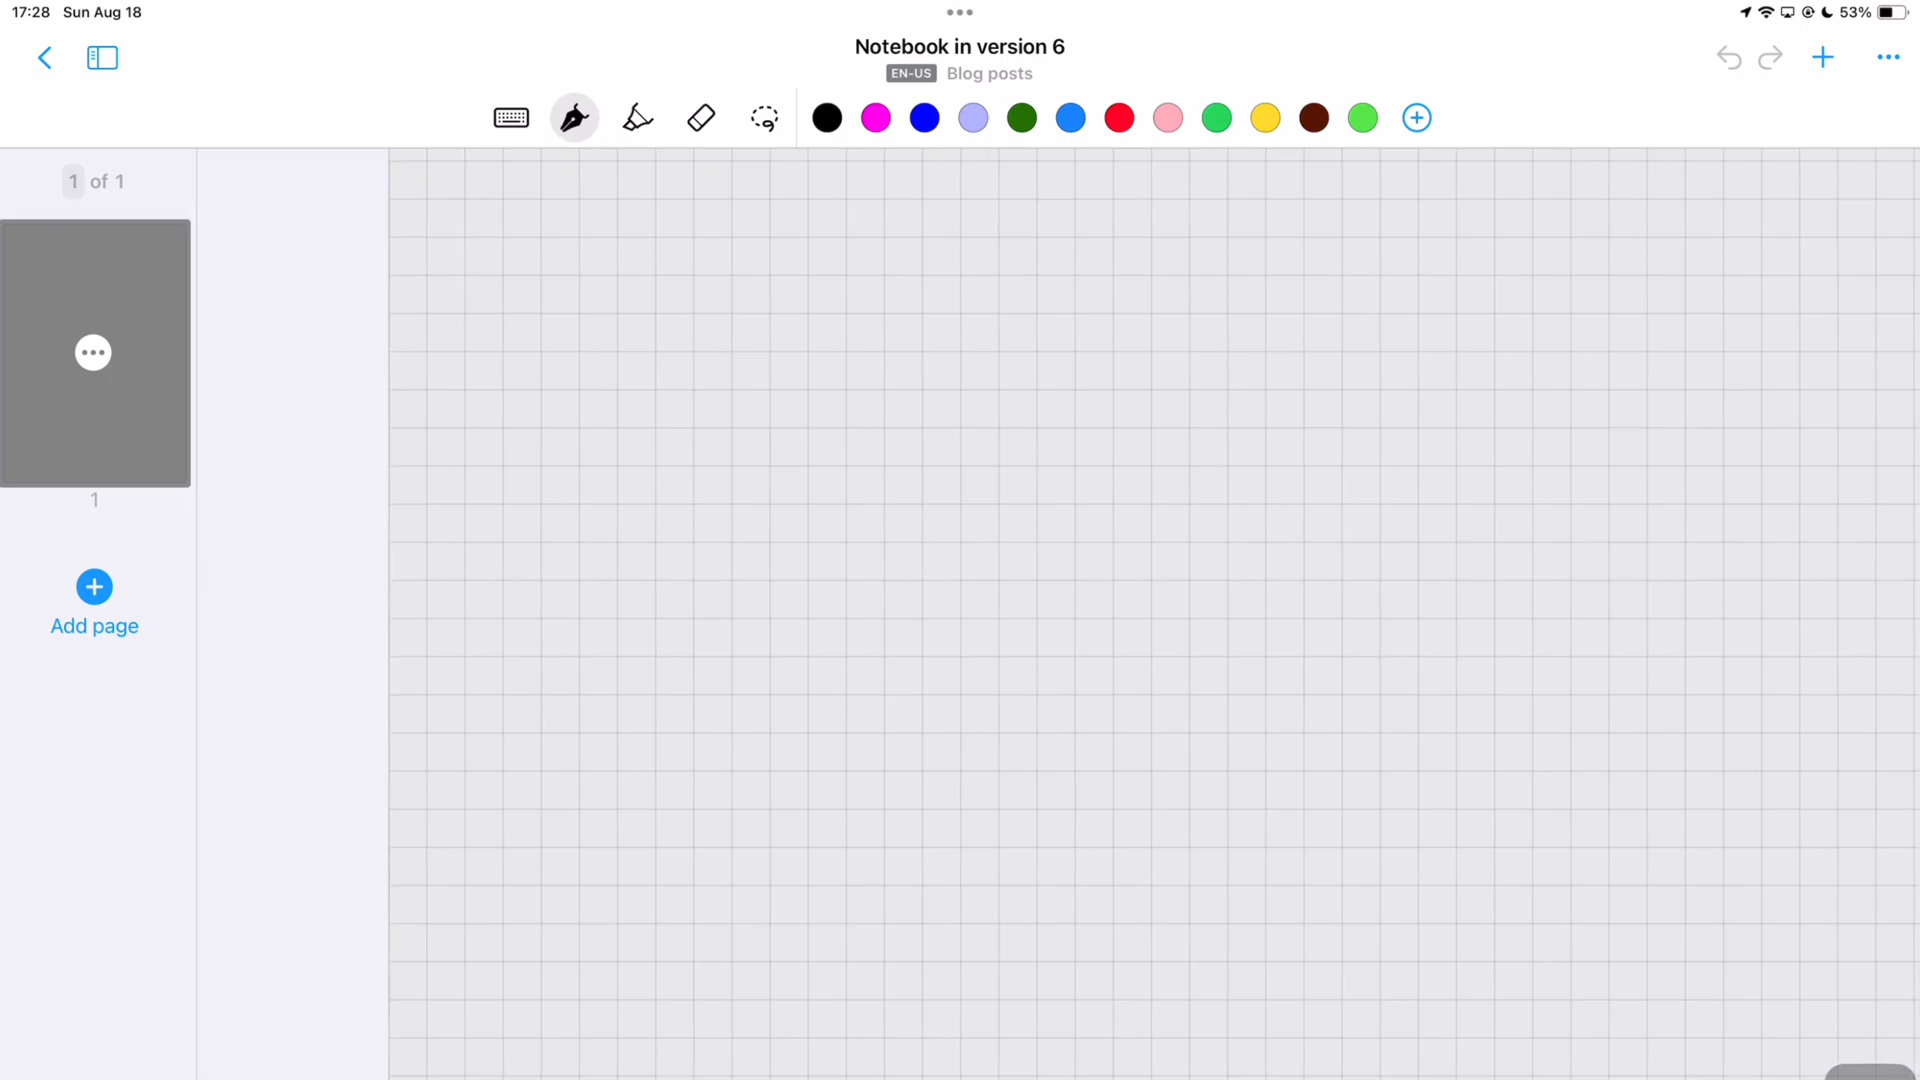 17:28 Sun Aug 18
53%
Notebook in version 6
EN-US Blog posts
1 of 1
1
Add page